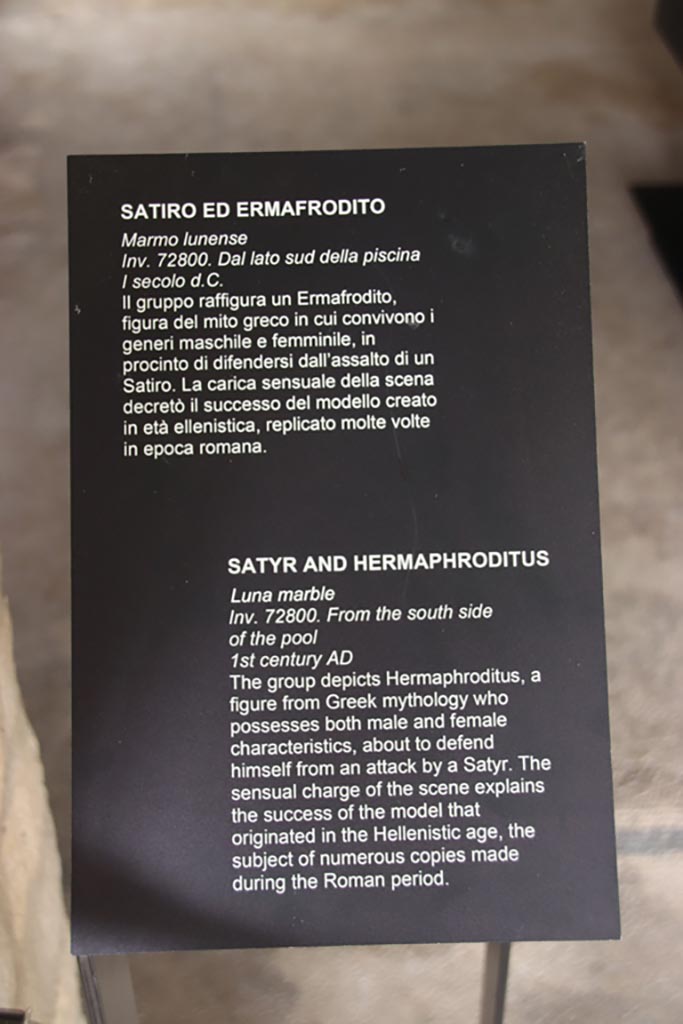 SATIRO ED ERMAFRODITO
Marmo lunense
Inv. 72800. Dal lato sud della piscina
I secolo d.C.
Il gruppo raffigura un Ermafrodito,
figura del mito greco in cui convivono i
generi maschile e femminile, in
procinto di difendersi dall'assalto di un
Satiro. La carica sensuale della scena
decretò il successo del modello creato
in età ellenistica, replicato molte volte
in epoca romana.
SATYR AND HERMAPHRODITUS
Luna marble
Inv. 72800. From the south side
of the pool
1st century AD
The group depicts Hermaphroditus, a
figure from Greek mythology who
possesses both male and female
characteristics, about to defend
himself from an attack by a Satyr. The
sensual charge of the scene explains
the success of the model that
originated in the Hellenistic age, the
subject of numerous copies made
during the Roman period.